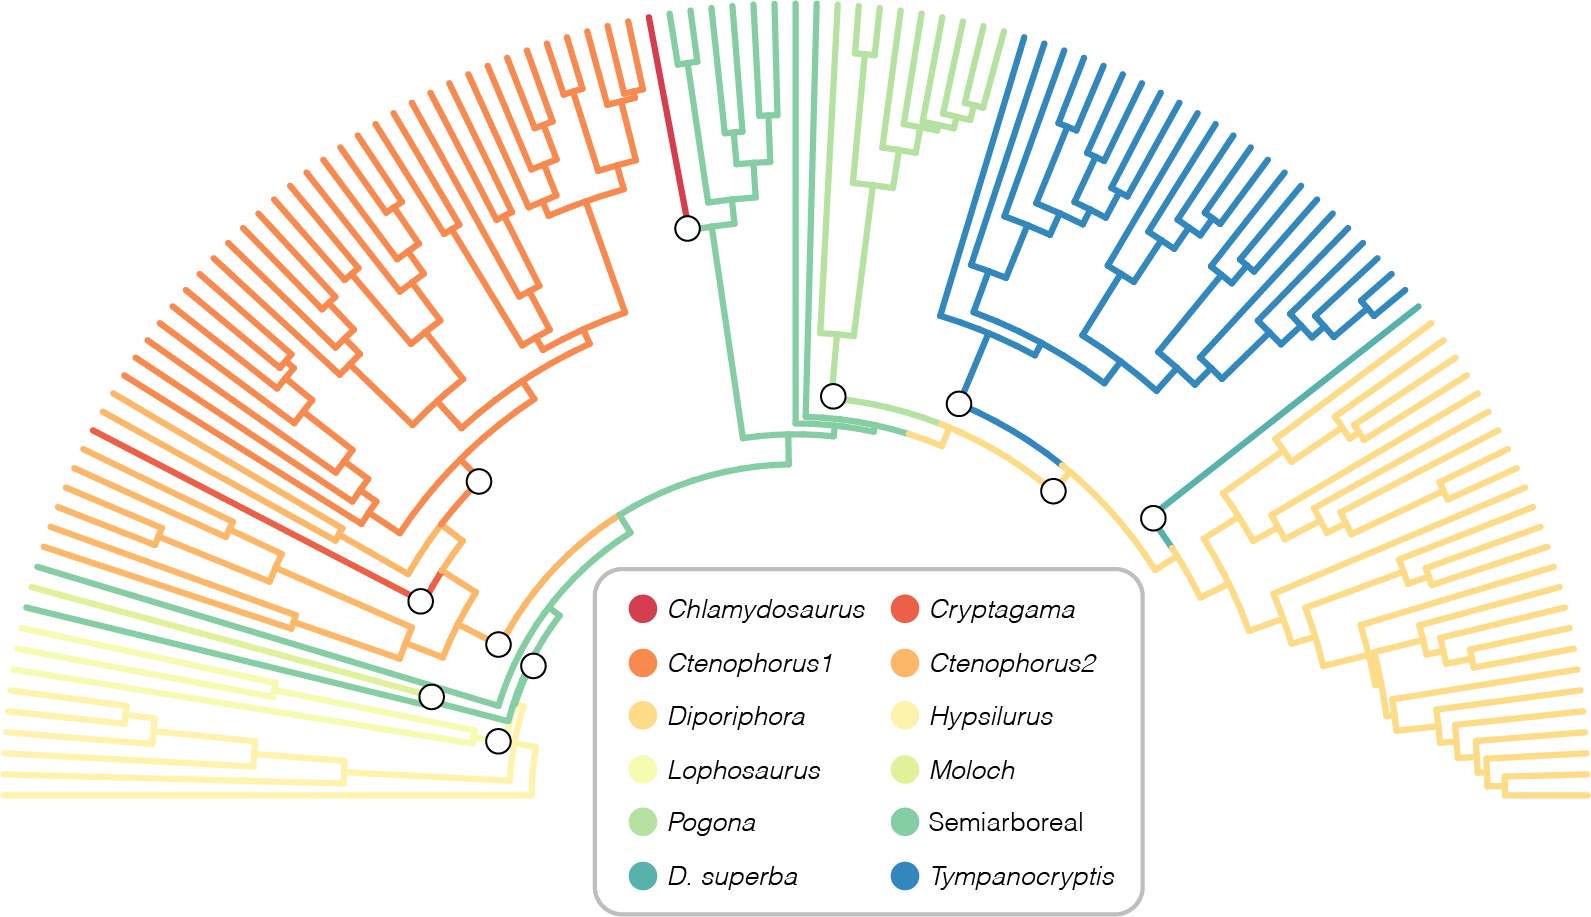 Chlamydosaurus Cryptagama
Ctenophorus1 Ctenophorus2
Diporiphora Hypsilurus
Lophosaurus Moloch
Pogona Semiarboreal
D. superba Tympanocryptis